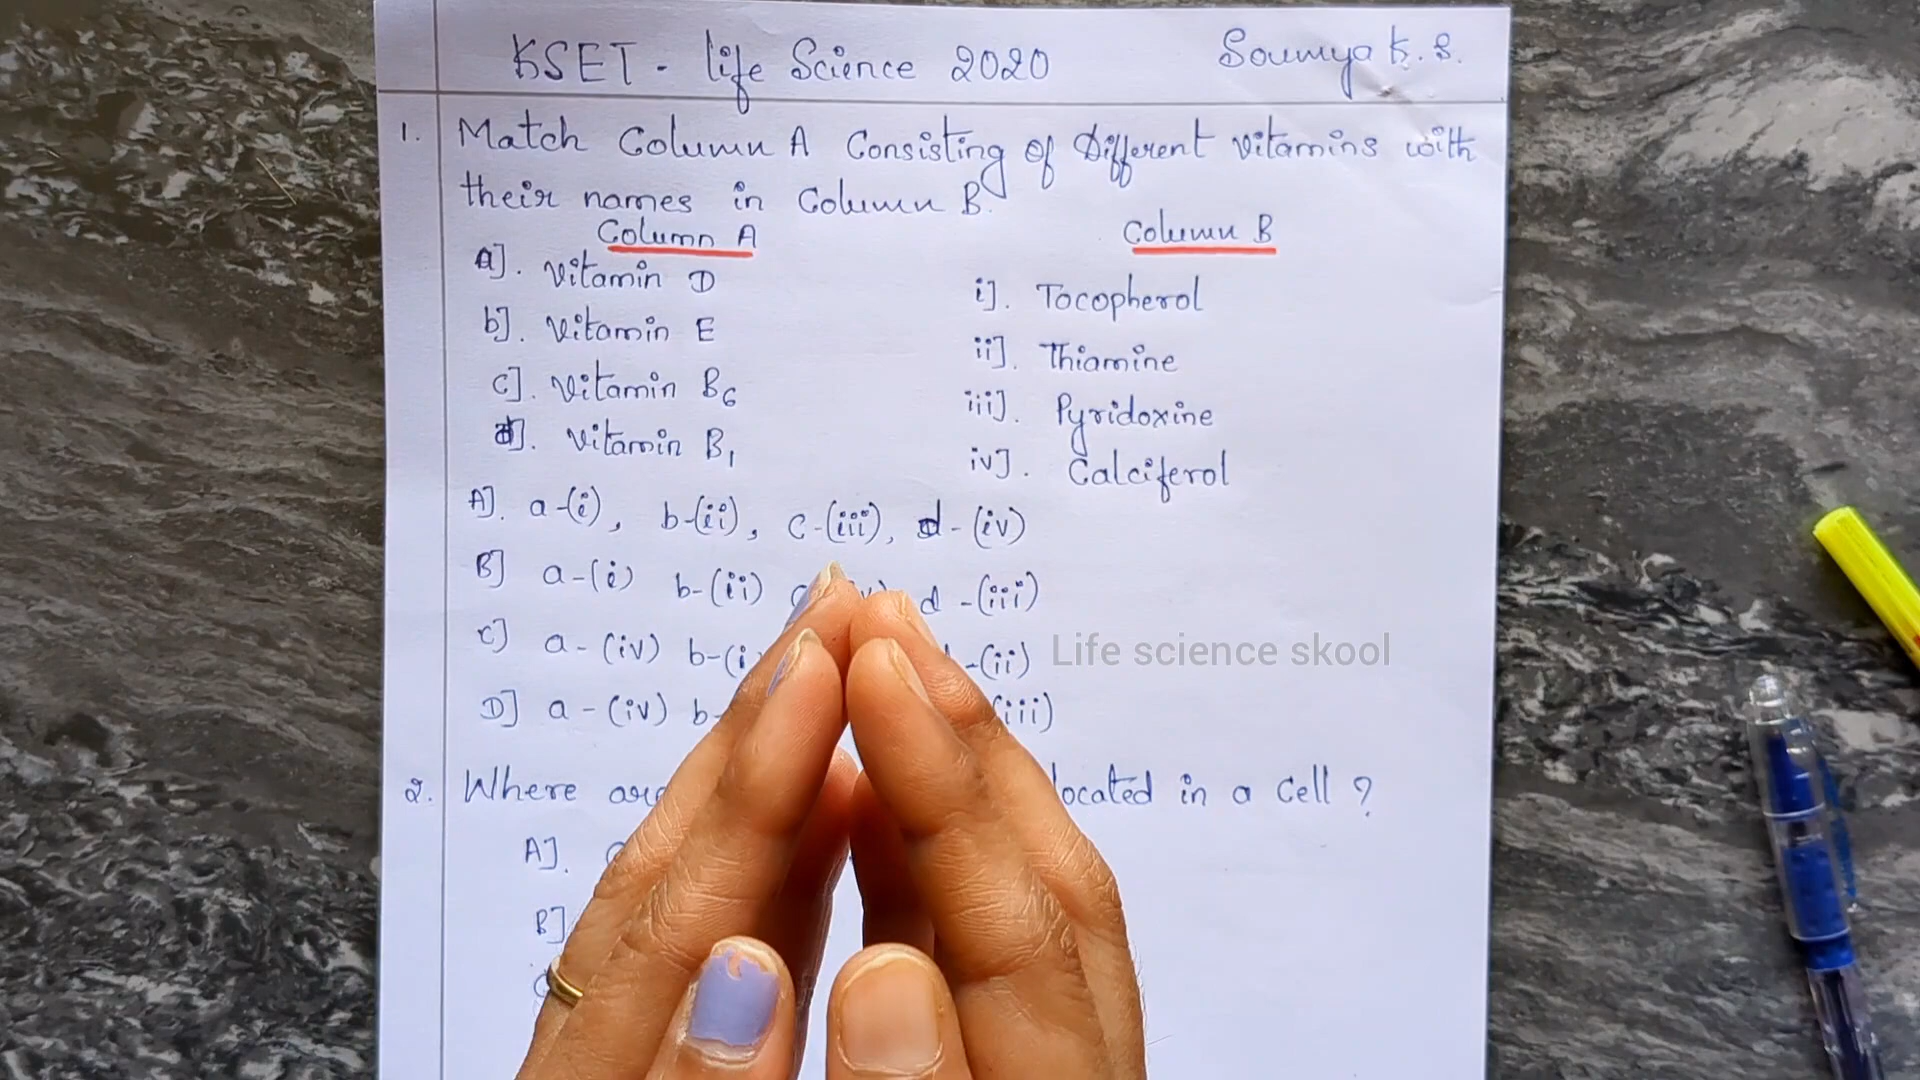 KSET - life Science 2020
Soumya K.S.
1. Match Column A Consisting of Different vitamins with
their names in Column B.
Column A
Column B
a]. Vitamin D
i]. Tocopherol
b]. Vitamin E
ii]. Thiamine
c]. Vitamin B6
iii]. Pyridoxine
d]. Vitamin B1
iv]. Calciferol
A]. a-(i), b-(ii), c-(iii), d-(iv)
B] a-(i) b-(ii) d-(iii)
C] a-(iv) -(ii)
Life science skool
D] a-(iv) (iii)
2. Where are located in a Cell?
A].
B]